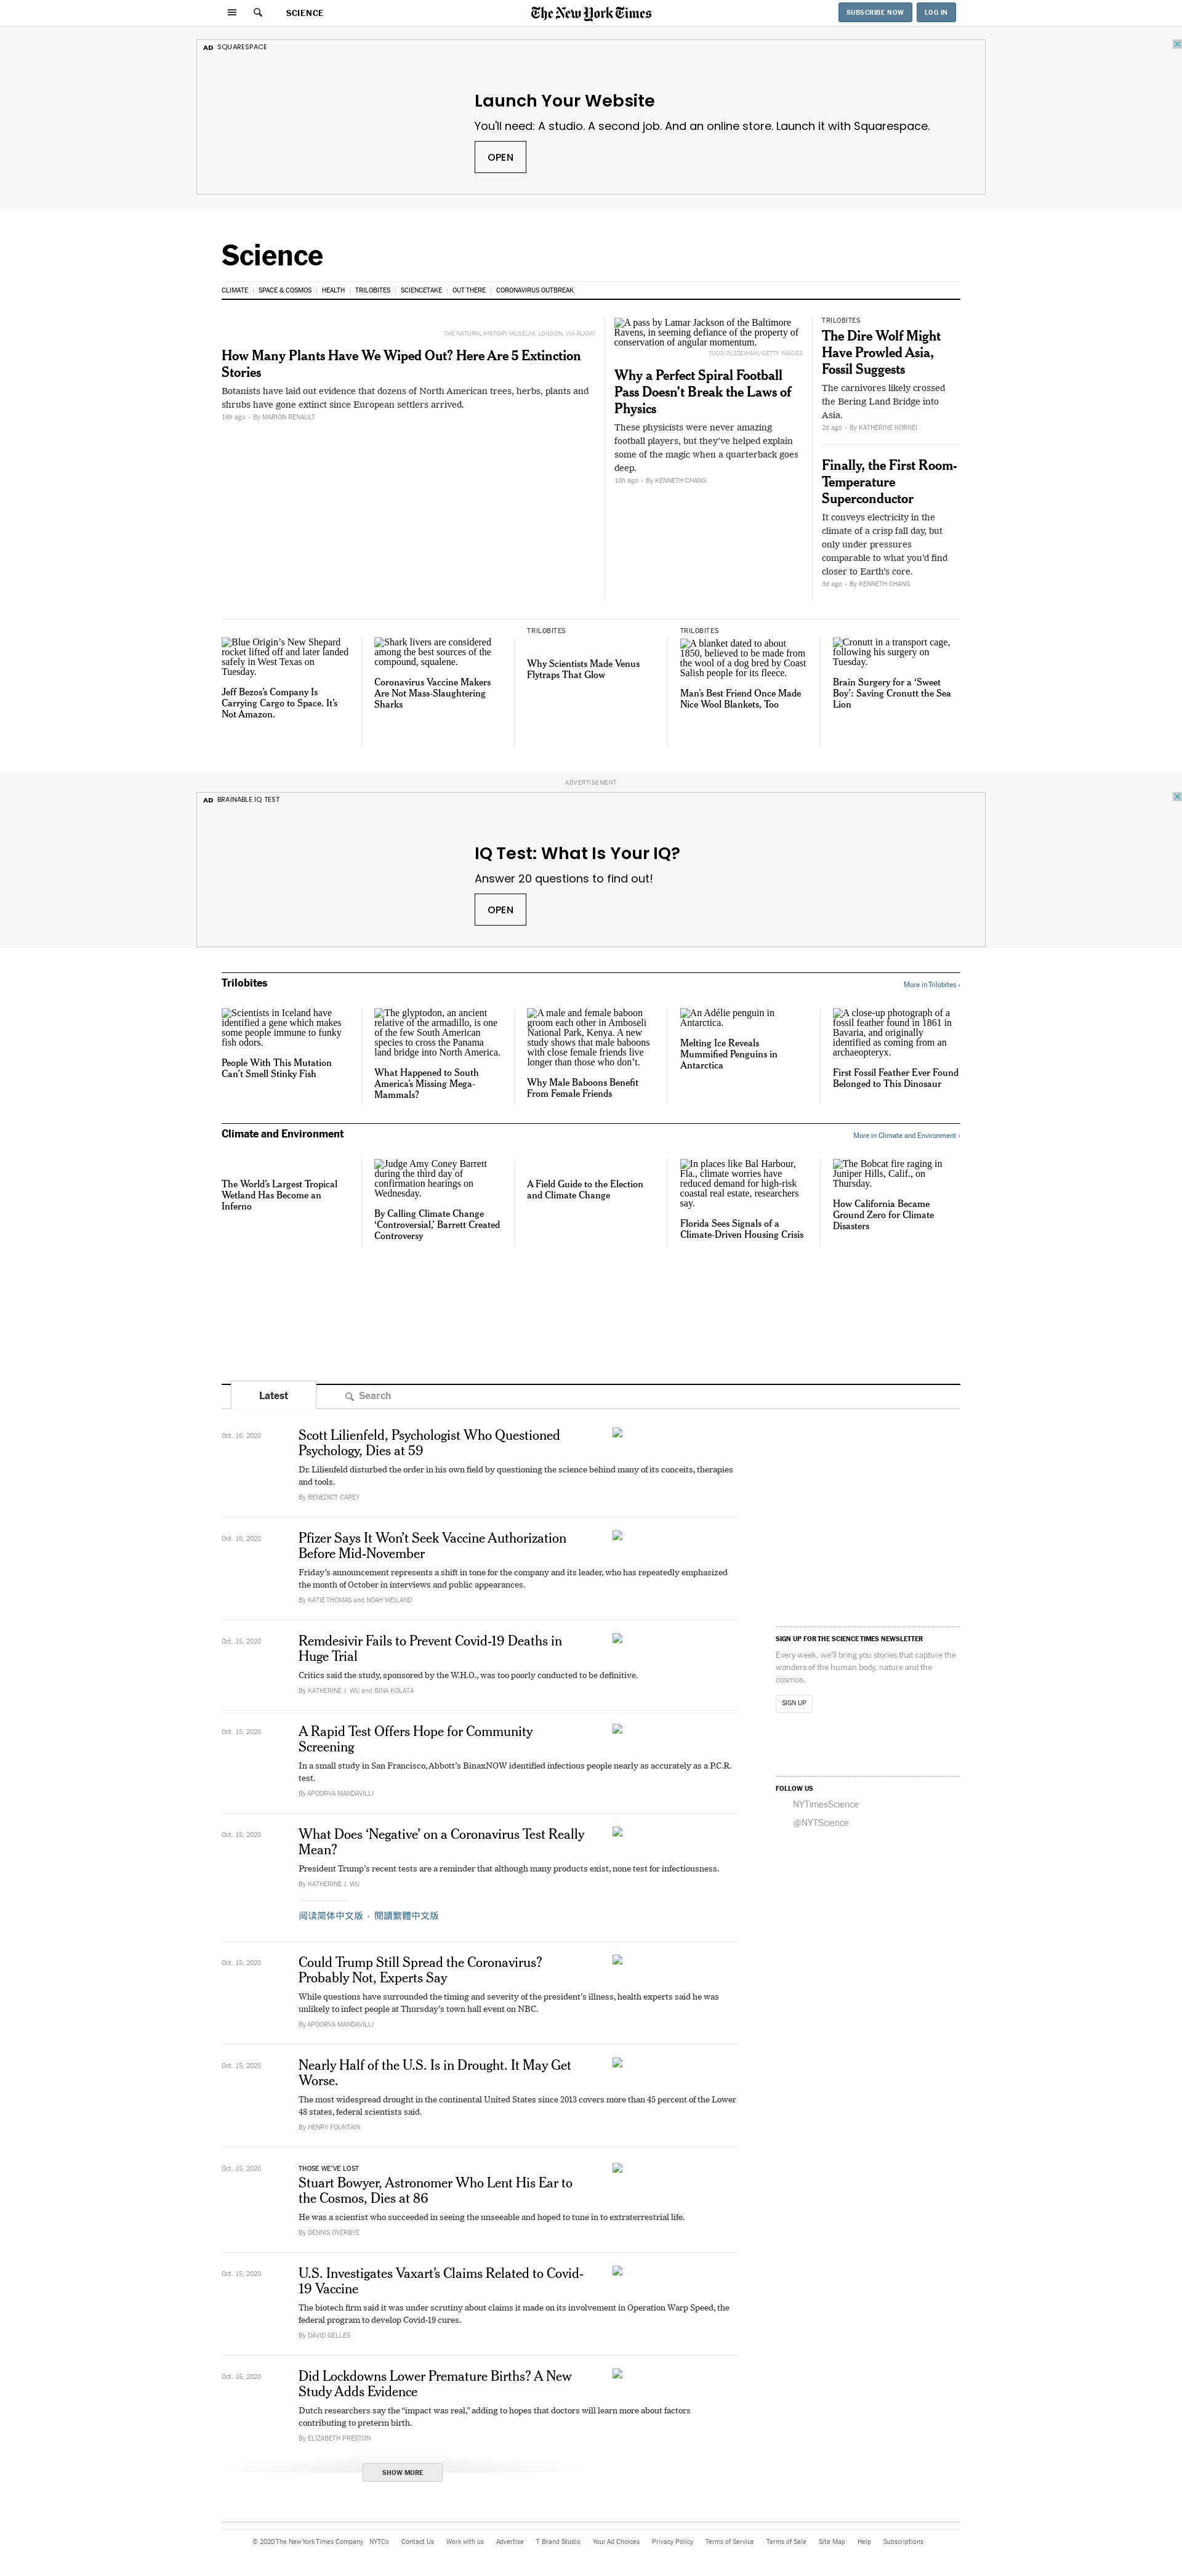 SCIENCE
The New York Times
SUBSCRIBE NOW
LOG IN
AD SQUARESPACE
Launch Your Website
You'll need: A studio. A second job. And an online store. Launch it with Squarespace.
OPEN
Science
CLIMATE | SPACE & COSMOS | HEALTH | TRILOBITES | SCIENCETAKE | OUT THERE | CORONAVIRUS OUTBREAK
THE NATURAL HISTORY MUSEUM, LONDON, VIA ALAMY
How Many Plants Have We Wiped Out? Here Are 5 Extinction
Stories
Botanists have laid out evidence that dozens of North American trees, herbs, plants and
shrubs have gone extinct since European settlers arrived.
16h ago • By MARION RENAULT
A pass by Lamar Jackson of the Baltimore
Ravens, in seeming defiance of the property of
conservation of angular momentum.
TODD OLSZEWSKI/GETTY IMAGES
Why a Perfect Spiral Football
Pass Doesn’t Break the Laws of
Physics
These physicists were never amazing
football players, but they’ve helped explain
some of the magic when a quarterback goes
deep.
10h ago • By KENNETH CHANG
TRILOBITES
The Dire Wolf Might
Have Prowled Asia,
Fossil Suggests
The carnivores likely crossed
the Bering Land Bridge into
Asia.
2d ago • By KATHERINE KORNEI
Finally, the First Room-
Temperature
Superconductor
It conveys electricity in the
climate of a crisp fall day, but
only under pressures
comparable to what you’d find
closer to Earth’s core.
3d ago • By KENNETH CHANG
Blue Origin’s New Shepard
rocket lifted off and later landed
safely in West Texas on
Tuesday.
Jeff Bezos’s Company Is
Carrying Cargo to Space. It’s
Not Amazon.
Shark livers are considered
among the best sources of the
compound, squalene.
Coronavirus Vaccine Makers
Are Not Mass-Slaughtering
Sharks
TRILOBITES
Why Scientists Made Venus
Flytraps That Glow
TRILOBITES
A blanket dated to about
1850, believed to be made from
the wool of a dog bred by Coast
Salish people for its fleece.
Man’s Best Friend Once Made
Nice Wool Blankets, Too
Cronutt in a transport cage,
following his surgery on
Tuesday.
Brain Surgery for a ‘Sweet
Boy’: Saving Cronutt the Sea
Lion
ADVERTISEMENT
AD BRAINABLE IQ TEST
IQ Test: What Is Your IQ?
Answer 20 questions to find out!
OPEN
Trilobites
More in Trilobites ›
Scientists in Iceland have
identified a gene which makes
some people immune to funky
fish odors.
People With This Mutation
Can’t Smell Stinky Fish
The glyptodon, an ancient
relative of the armadillo, is one
of the few South American
species to cross the Panama
land bridge into North America.
What Happened to South
America’s Missing Mega-
Mammals?
A male and female baboon
groom each other in Amboseli
National Park, Kenya. A new
study shows that male baboons
with close female friends live
longer than those who don’t.
Why Male Baboons Benefit
From Female Friends
An Adélie penguin in
Antarctica.
Melting Ice Reveals
Mummified Penguins in
Antarctica
A close-up photograph of a
fossil feather found in 1861 in
Bavaria, and originally
identified as coming from an
archaeopteryx.
First Fossil Feather Ever Found
Belonged to This Dinosaur
Climate and Environment
More in Climate and Environment ›
The World’s Largest Tropical
Wetland Has Become an
Inferno
Judge Amy Coney Barrett
during the third day of
confirmation hearings on
Wednesday.
By Calling Climate Change
‘Controversial,’ Barrett Created
Controversy
A Field Guide to the Election
and Climate Change
In places like Bal Harbour,
Fla., climate worries have
reduced demand for high-risk
coastal real estate, researchers
say.
Florida Sees Signals of a
Climate-Driven Housing Crisis
The Bobcat fire raging in
Juniper Hills, Calif., on
Thursday.
How California Became
Ground Zero for Climate
Disasters
Latest
Search
Oct. 16, 2020
Scott Lilienfeld, Psychologist Who Questioned
Psychology, Dies at 59
Dr. Lilienfeld disturbed the order in his own field by questioning the science behind many of its conceits, therapies
and tools.
By BENEDICT CAREY
Oct. 16, 2020
Pfizer Says It Won’t Seek Vaccine Authorization
Before Mid-November
Friday’s announcement represents a shift in tone for the company and its leader, who has repeatedly emphasized
the month of October in interviews and public appearances.
By KATIE THOMAS and NOAH WEILAND
Oct. 15, 2020
Remdesivir Fails to Prevent Covid-19 Deaths in
Huge Trial
Critics said the study, sponsored by the W.H.O., was too poorly conducted to be definitive.
By KATHERINE J. WU and GINA KOLATA
Oct. 15, 2020
A Rapid Test Offers Hope for Community
Screening
In a small study in San Francisco, Abbott’s BinaxNOW identified infectious people nearly as accurately as a P.C.R.
test.
By APOORVA MANDAVILLI
Oct. 15, 2020
What Does ‘Negative’ on a Coronavirus Test Really
Mean?
President Trump’s recent tests are a reminder that although many products exist, none test for infectiousness.
By KATHERINE J. WU
阅读简体中文版 • 閱讀繁體中文版
Oct. 15, 2020
Could Trump Still Spread the Coronavirus?
Probably Not, Experts Say
While questions have surrounded the timing and severity of the president’s illness, health experts said he was
unlikely to infect people at Thursday’s town hall event on NBC.
By APOORVA MANDAVILLI
Oct. 15, 2020
Nearly Half of the U.S. Is in Drought. It May Get
Worse.
The most widespread drought in the continental United States since 2013 covers more than 45 percent of the Lower
48 states, federal scientists said.
By HENRY FOUNTAIN
Oct. 15, 2020
THOSE WE’VE LOST
Stuart Bowyer, Astronomer Who Lent His Ear to
the Cosmos, Dies at 86
He was a scientist who succeeded in seeing the unseeable and hoped to tune in to extraterrestrial life.
By DENNIS OVERBYE
Oct. 15, 2020
U.S. Investigates Vaxart’s Claims Related to Covid-
19 Vaccine
The biotech firm said it was under scrutiny about claims it made on its involvement in Operation Warp Speed, the
federal program to develop Covid-19 cures.
By DAVID GELLES
Oct. 15, 2020
Did Lockdowns Lower Premature Births? A New
Study Adds Evidence
Dutch researchers say the “impact was real,” adding to hopes that doctors will learn more about factors
contributing to preterm birth.
By ELIZABETH PRESTON
SHOW MORE
SIGN UP FOR THE SCIENCE TIMES NEWSLETTER
Every week, we’ll bring you stories that capture the
wonders of the human body, nature and the
cosmos.
SIGN UP
FOLLOW US
NYTimesScience
@NYTScience
© 2020 The New York Times Company NYTCo Contact Us Work with us Advertise T Brand Studio Your Ad Choices Privacy Policy Terms of Service Terms of Sale Site Map Help Subscriptions